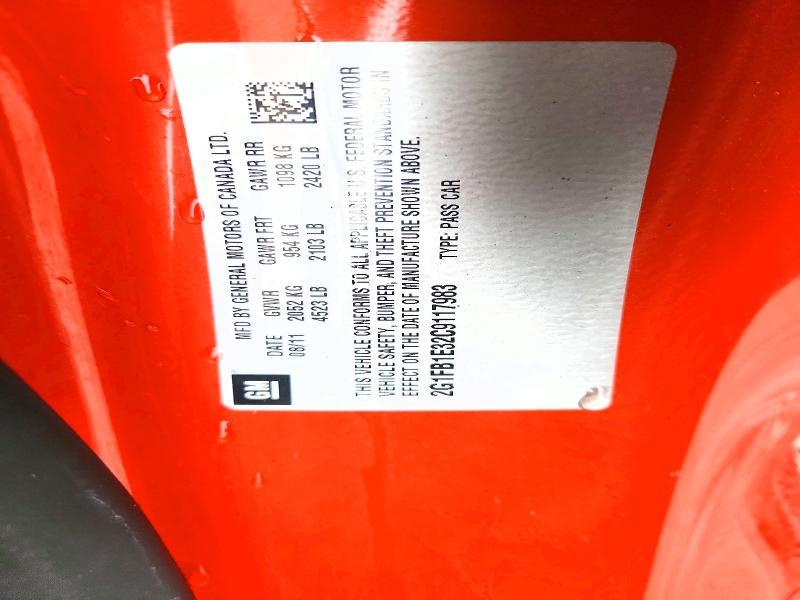 GM
MFD BY GENERAL MOTORS OF CANADA LTD.
DATE GVWR GAWR FRT GAWR RR
08/11 2052 KG 954 KG 1098 KG
4523 LB 2103 LB 2420 LB
THIS VEHICLE CONFORMS TO ALL APPLICABLE U.S. FEDERAL MOTOR
VEHICLE SAFETY, BUMPER, AND THEFT PREVENTION STANDARDS IN
EFFECT ON THE DATE OF MANUFACTURE SHOWN ABOVE.
2G1FB1E32C9117983 TYPE: PASS CAR